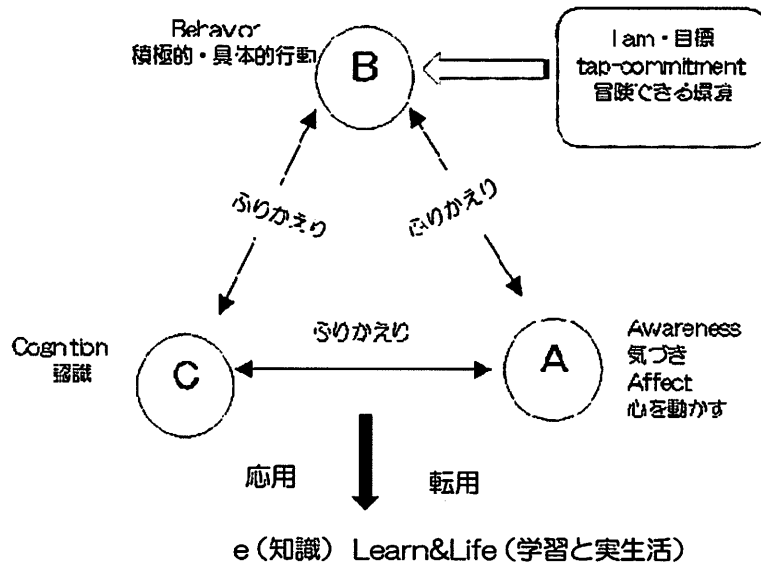 Behavor
積極的・具体的行動
B
I am・目標
tap-commitment
冒険できる環境
ふりかえり
ふりかえり
Cognition
認識
C
ふりかえり
A
Awareness
気づき
Affect
心を動かす
応用
転用
e（知識） Learn&Life（学習と実生活）